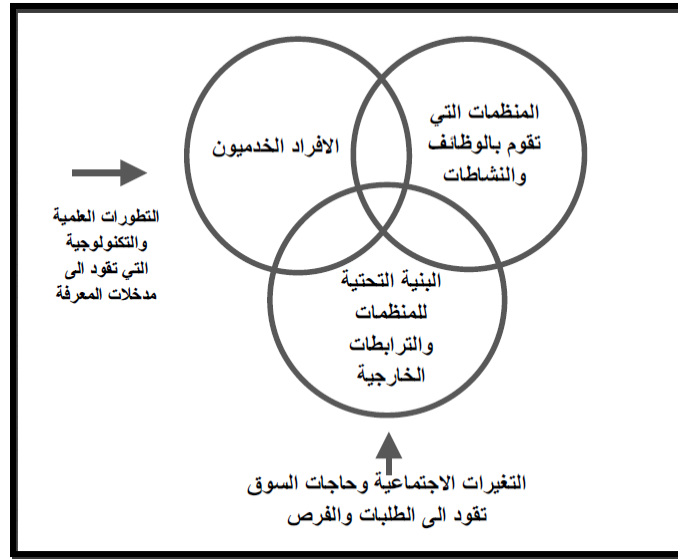 المنظمات التي
تقوم بالوظائف
والنشاطات
الافراد الخدميون
التطورات العلمية
والتكنولوجية
التي تقود الى
مدخلات المعرفة
البنية التحتية
للمنظمات
والترابطات
الخارجية
التغيرات الاجتماعية وحاجات السوق
تقود الى الطلبات والفرص